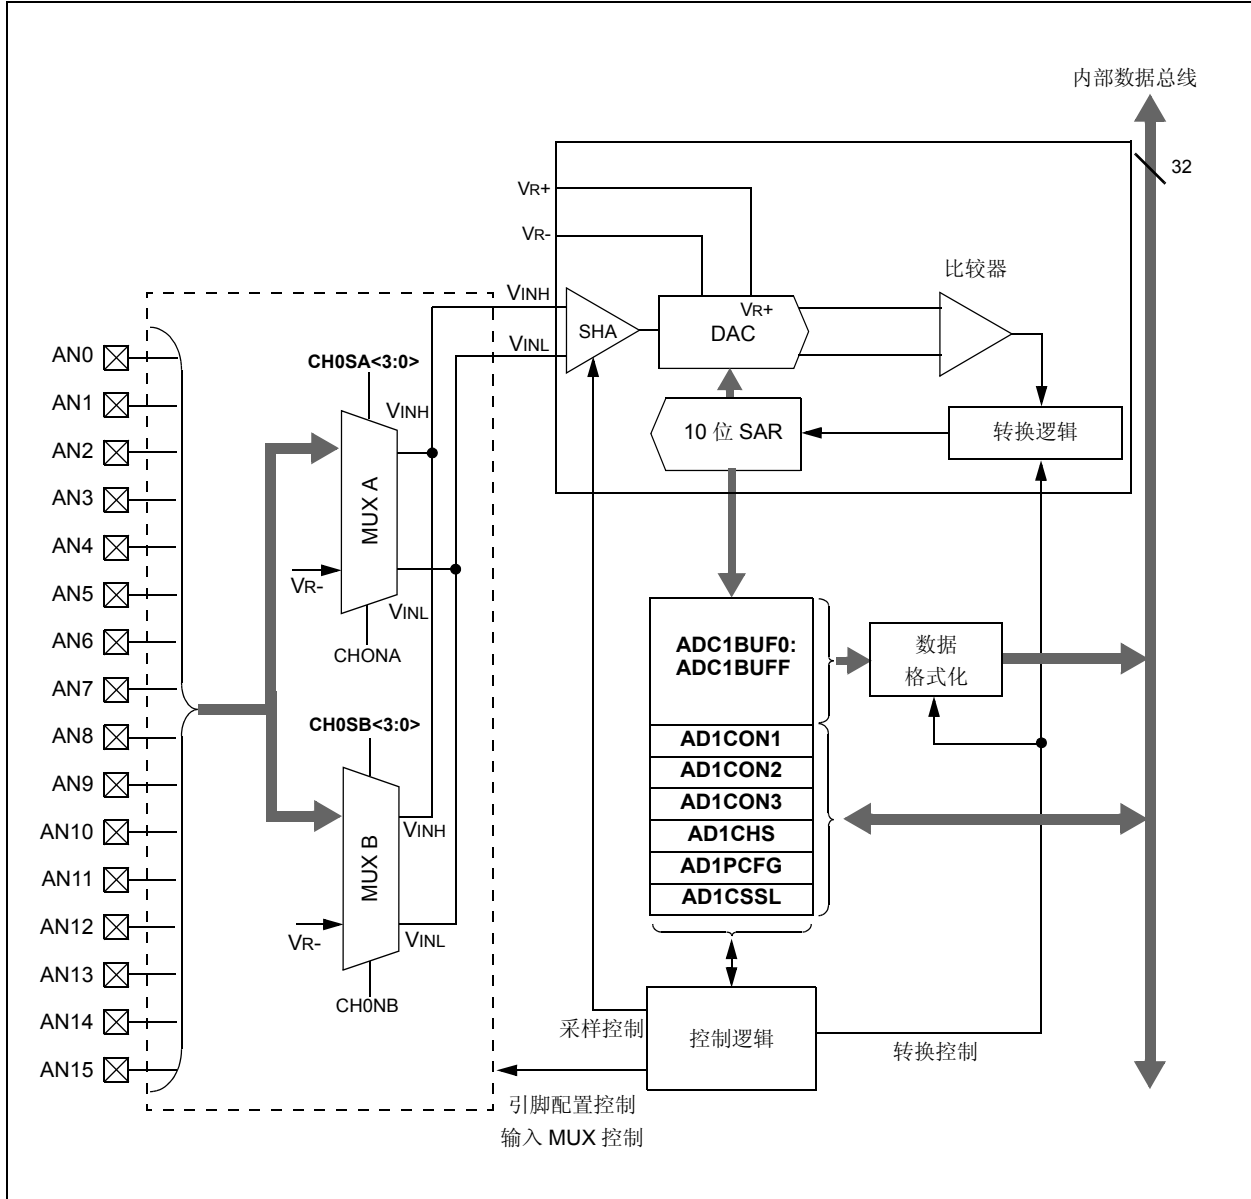 内部数据总线
32
VR+
VR-
比较器
VINH
VR+
SHA
DAC
VINL
AN0
CH0SA<3:0>
AN1
VINH
10 位 SAR
转换逻辑
AN2
AN3
MUX A
AN4
VR-
AN5
VINL
AN6
CHONA
ADC1BUF0:
ADC1BUFF
数据
格式化
AN7
CH0SB<3:0>
AN8
AD1CON1
AD1CON2
AN9
AD1CON3
AN10
VINH
AD1CHS
MUX B
AN11
AD1PCFG
AD1CSSL
AN12
VR-
VINL
AN13
CH0NB
AN14
采样控制
控制逻辑
转换控制
AN15
引脚配置控制
输入 MUX 控制